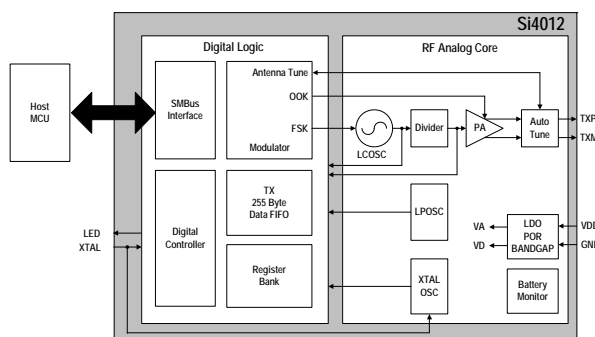 Si4012
Digital Logic
RF Analog Core
Host
MCU
SMBus
Interface
Antenna Tune
OOK
FSK
Modulator
LCOSC
Divider
PA
Auto
Tune
TXP
TXM
TX
255 Byte
Data FIFO
LPOSC
LED
XTAL
Digital
Controller
VA
VD
LDO
POR
BANDGAP
VDD
GND
Register
Bank
XTAL
OSC
Battery
Monitor